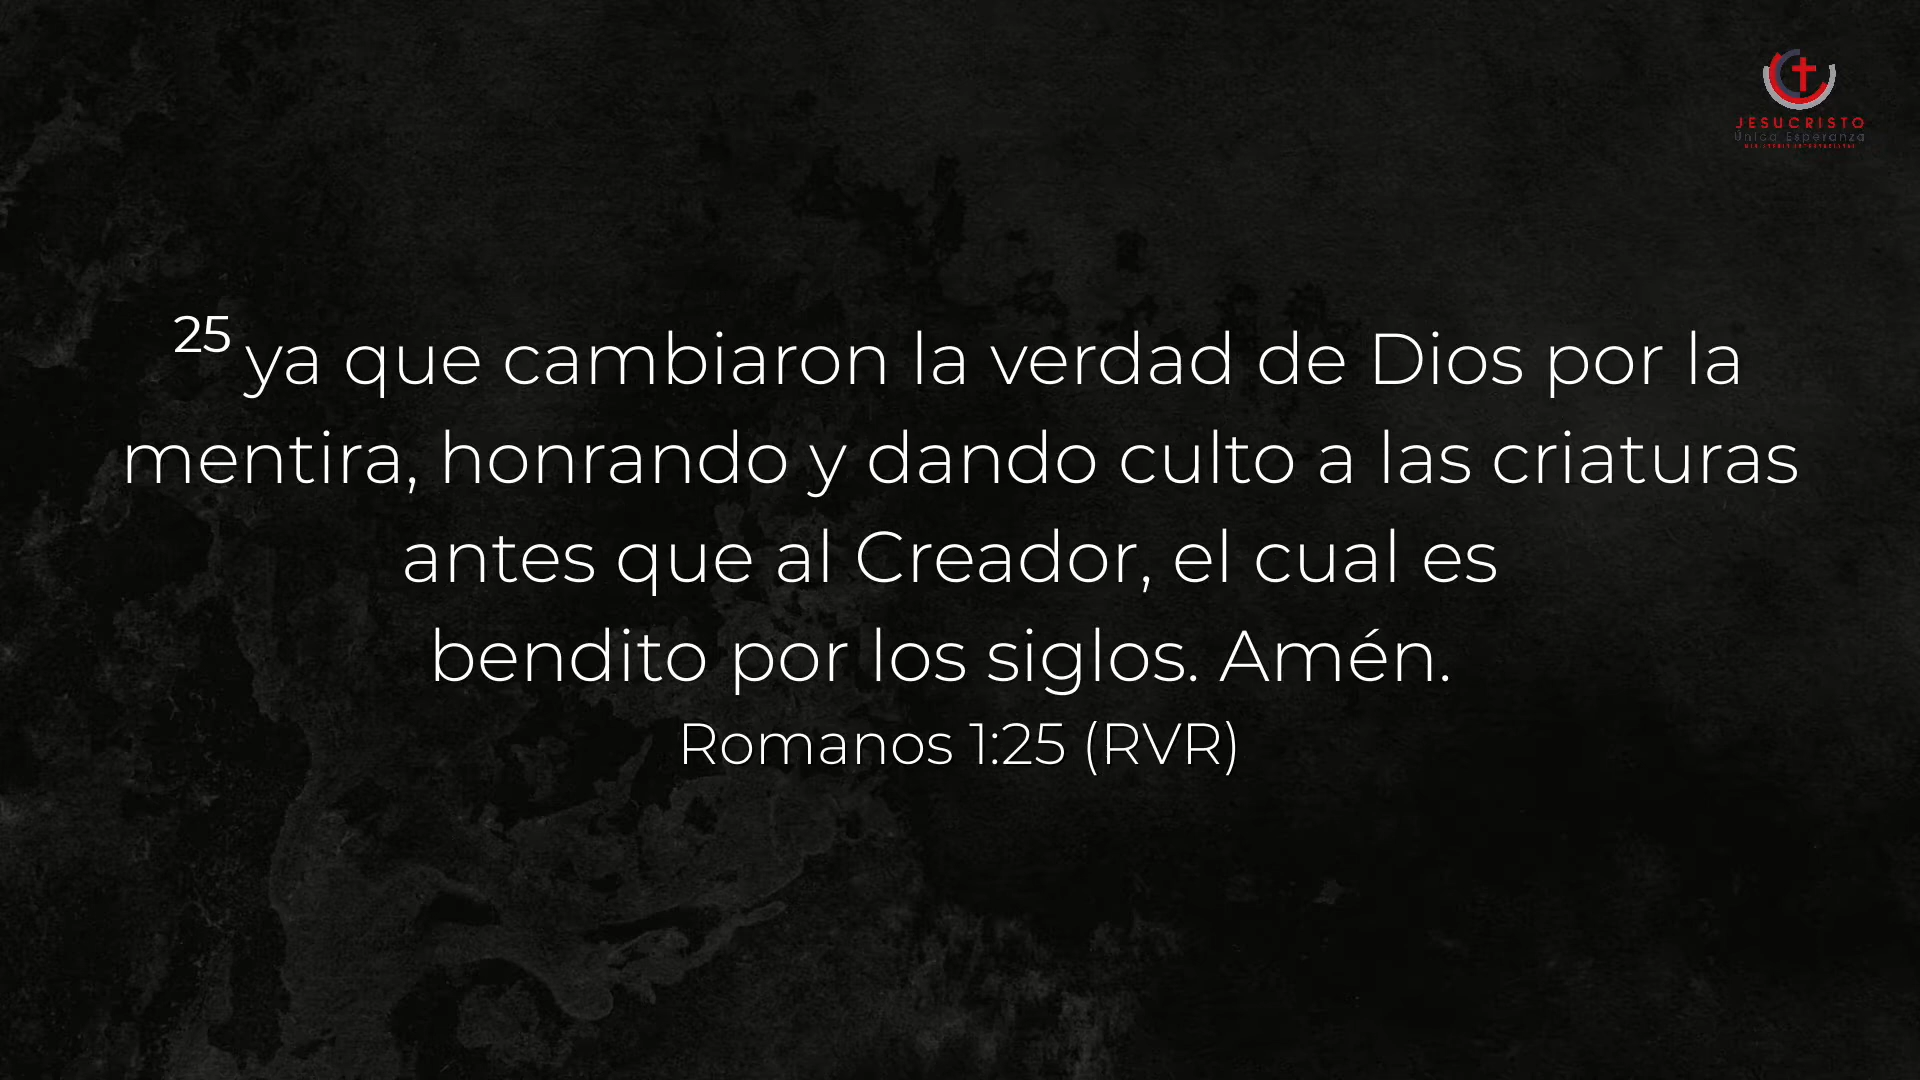 JESUCRISTO
Única Esperanza
25 ya que cambiaron la verdad de Dios por la
mentira, honrando y dando culto a las criaturas
antes que al Creador, el cual es
bendito por los siglos. Amén.
Romanos 1:25 (RVR)